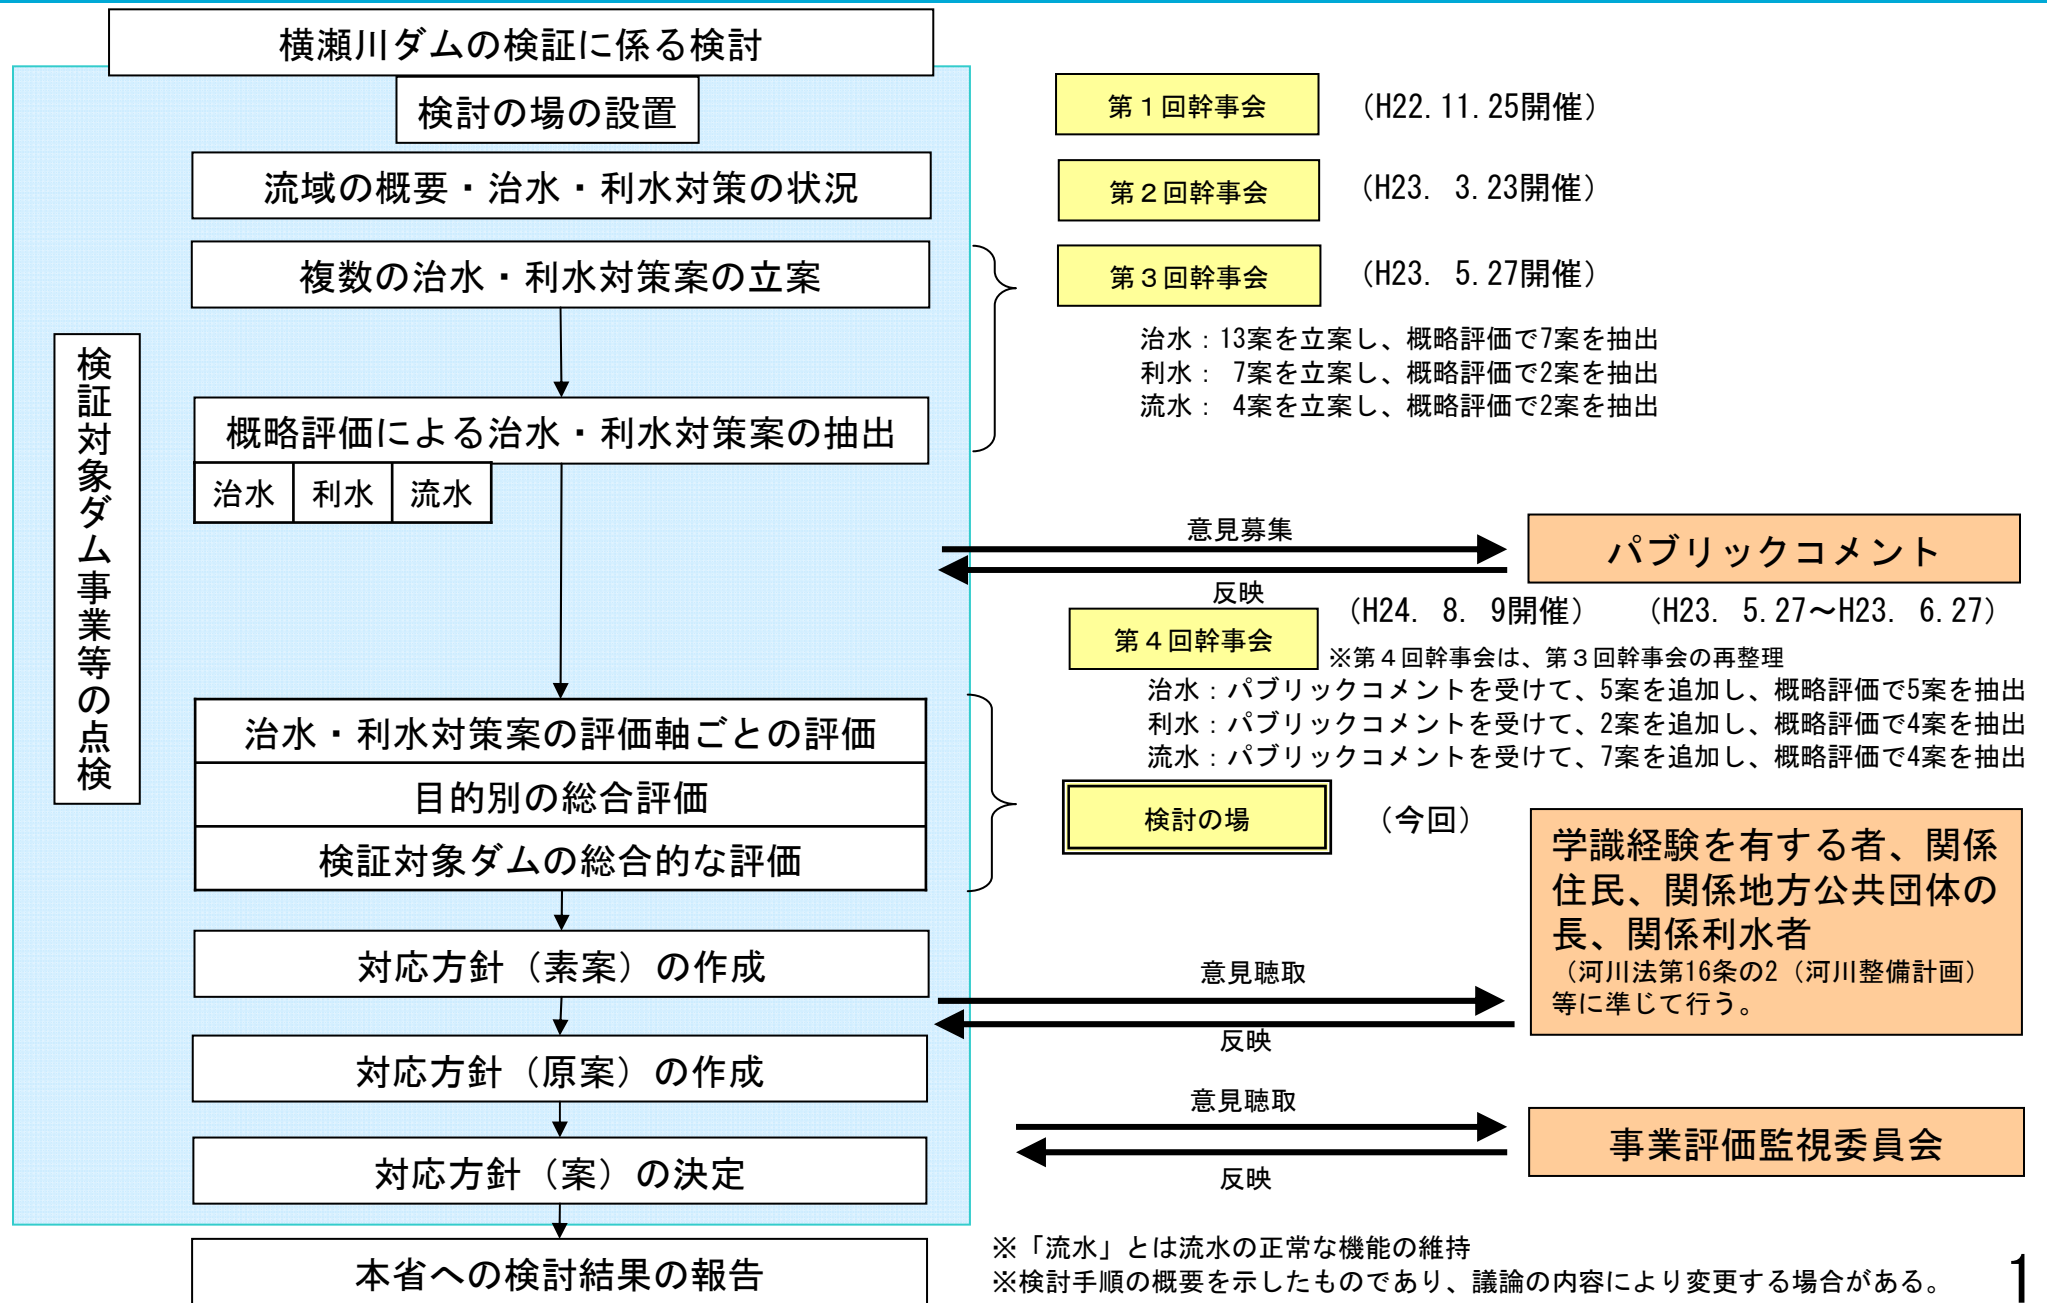 横瀬川ダムの検証に係る検討
検討の場の設置
流域の概要・治水・利水対策の状況
複数の治水・利水対策案の立案
概略評価による治水・利水対策案の抽出
治水
利水
流水
検証対象ダム事業等の点検
治水・利水対策案の評価軸ごとの評価
目的別の総合評価
検証対象ダムの総合的な評価
対応方針（素案）の作成
対応方針（原案）の作成
対応方針（案）の決定
本省への検討結果の報告
第１回幹事会
（H22.11.25開催）
第２回幹事会
（H23. 3.23開催）
第３回幹事会
（H23. 5.27開催）
治水：13案を立案し、概略評価で7案を抽出
利水： 7案を立案し、概略評価で2案を抽出
流水： 4案を立案し、概略評価で2案を抽出
意見募集
反映
パブリックコメント
（H23. 5.27～H23. 6.27）
第４回幹事会
（H24. 8. 9開催）
※第４回幹事会は、第３回幹事会の再整理
治水：パブリックコメントを受けて、5案を追加し、概略評価で5案を抽出
利水：パブリックコメントを受けて、2案を追加し、概略評価で4案を抽出
流水：パブリックコメントを受けて、7案を追加し、概略評価で4案を抽出
検討の場
（今回）
学識経験を有する者、関係
住民、関係地方公共団体の
長、関係利水者
（河川法第16条の2（河川整備計画）
等に準じて行う。
意見聴取
反映
意見聴取
反映
事業評価監視委員会
※「流水」とは流水の正常な機能の維持
※検討手順の概要を示したものであり、議論の内容により変更する場合がある。
1